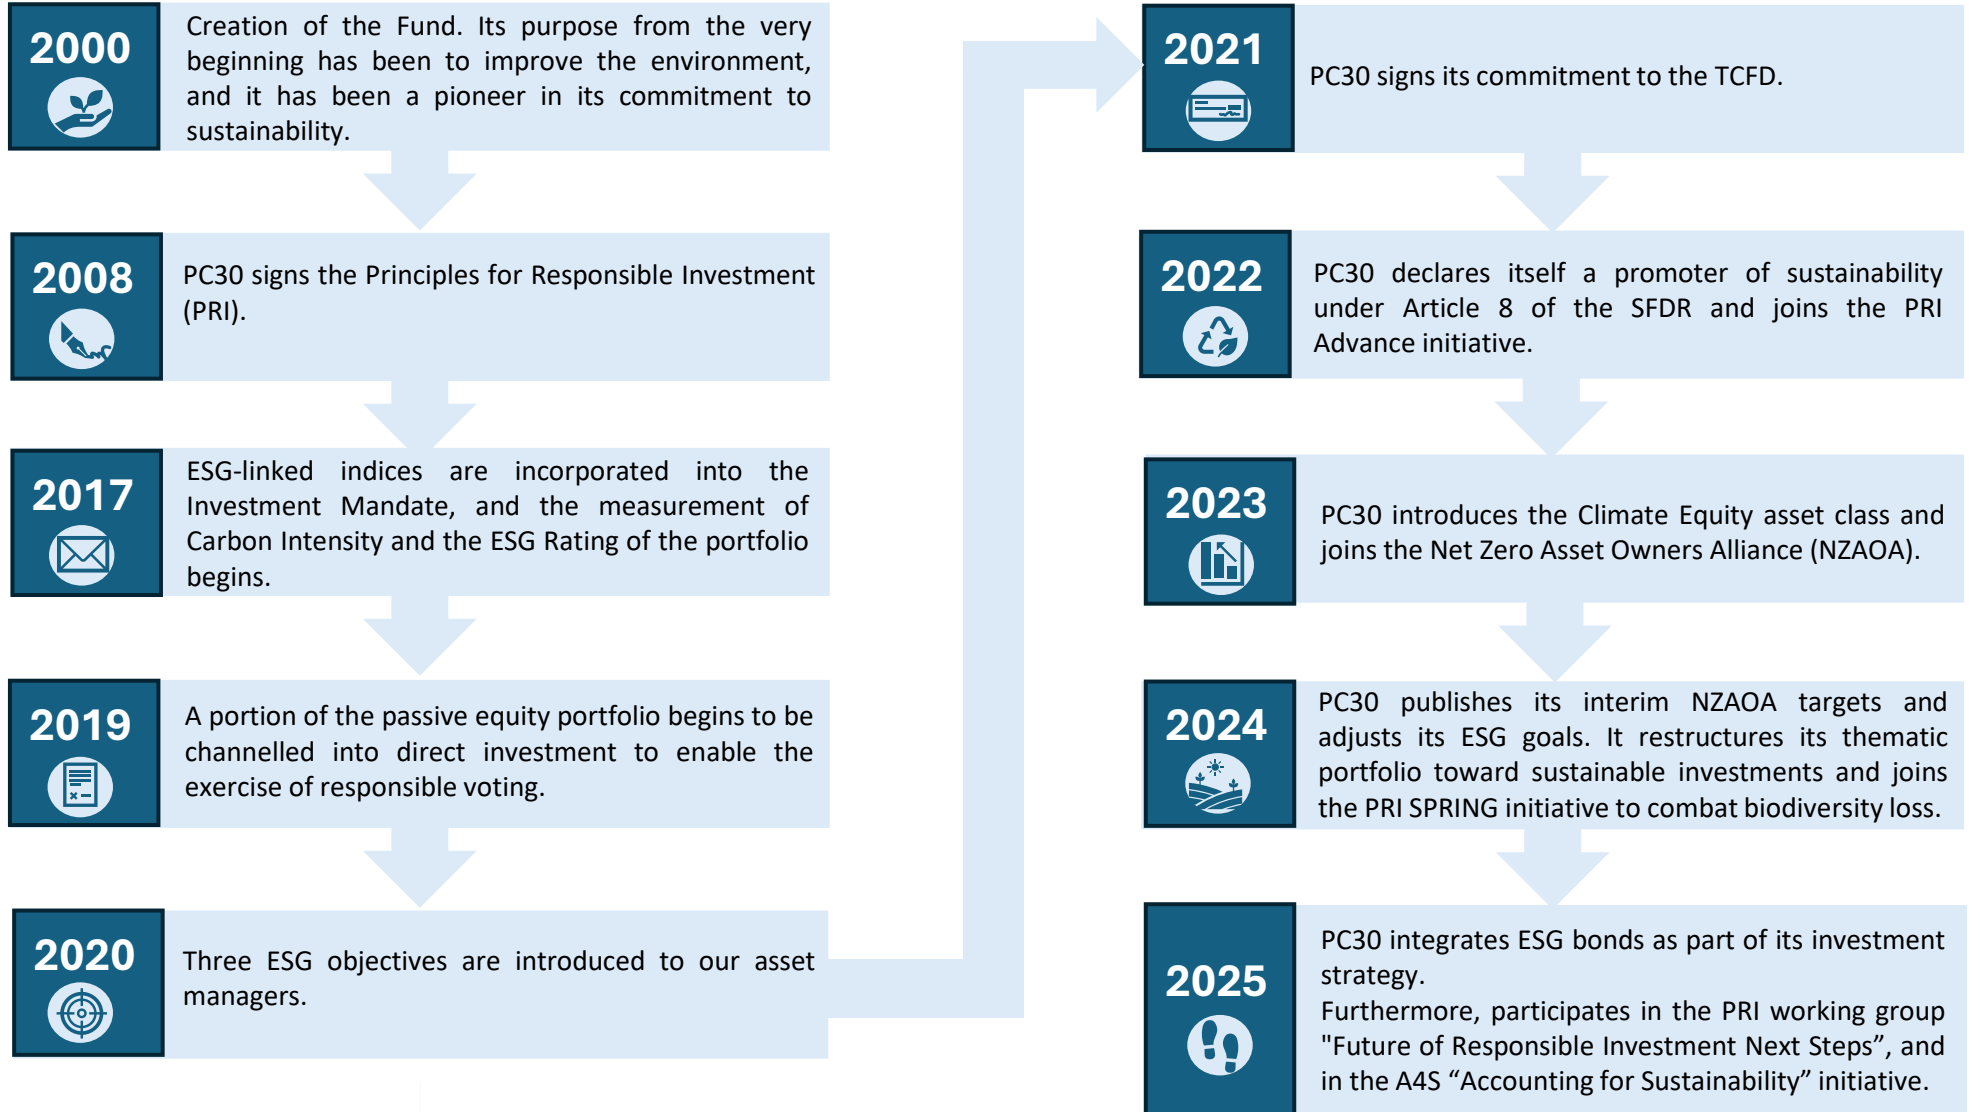 2000
Creation of the Fund. Its purpose from the very
beginning has been to improve the environment,
and it has been a pioneer in its commitment to
sustainability.
2008
PC30 signs the Principles for Responsible Investment
(PRI).
2017
ESG-linked indices are incorporated into the
Investment Mandate, and the measurement of
Carbon Intensity and the ESG Rating of the portfolio
begins.
2019
A portion of the passive equity portfolio begins to be
channelled into direct investment to enable the
exercise of responsible voting.
2020
Three ESG objectives are introduced to our asset
managers.
2021
PC30 signs its commitment to the TCFD.
2022
PC30 declares itself a promoter of sustainability
under Article 8 of the SFDR and joins the PRI
Advance initiative.
2023
PC30 introduces the Climate Equity asset class and
joins the Net Zero Asset Owners Alliance (NZAOA).
2024
PC30 publishes its interim NZAOA targets and
adjusts its ESG goals. It restructures its thematic
portfolio toward sustainable investments and joins
the PRI SPRING initiative to combat biodiversity loss.
2025
PC30 integrates ESG bonds as part of its investment
strategy.
Furthermore, participates in the PRI working group
"Future of Responsible Investment Next Steps”, and
in the A4S “Accounting for Sustainability” initiative.